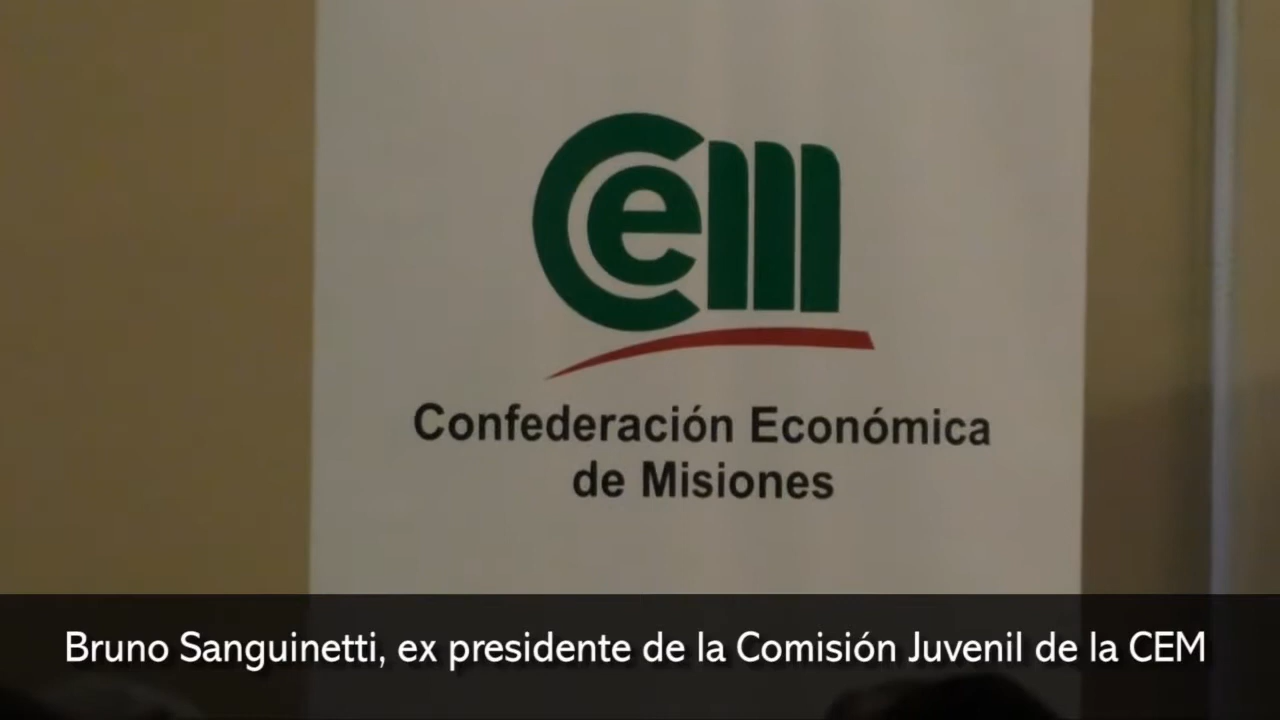 Cem
Confederación Económica
de Misiones
Bruno Sanguinetti, ex presidente de la Comisión Juvenil de la CEM